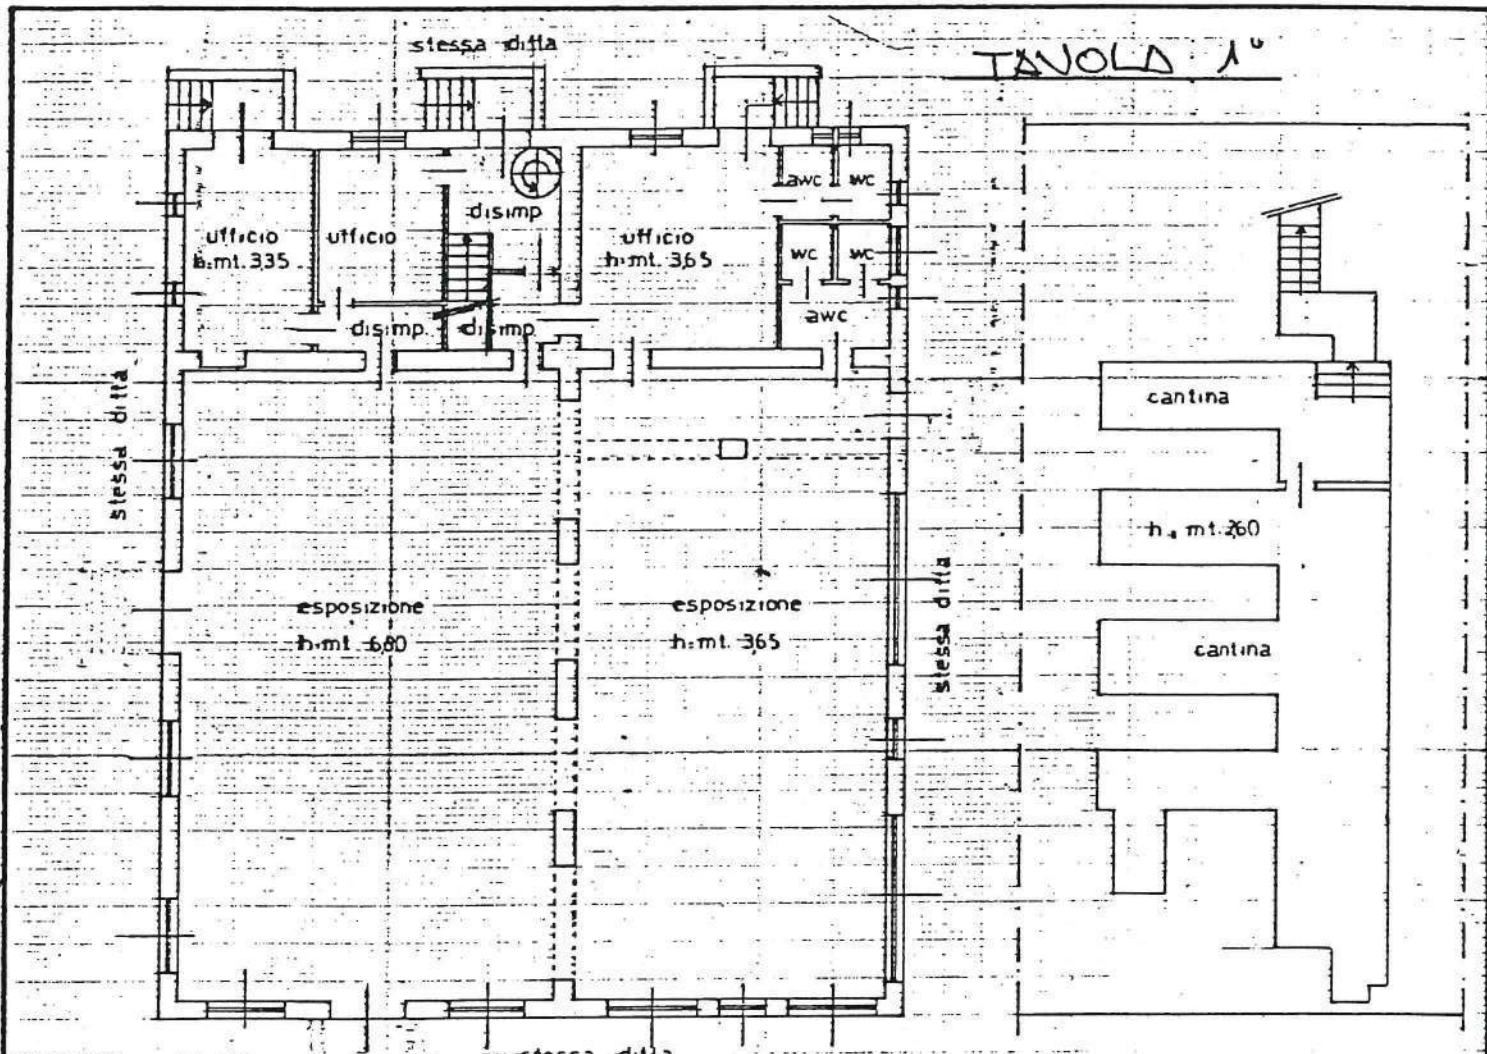 stessa ditta
TAVOLA 1ª
awc
wc
disimp.
ufficio
h:mt. 3,35
ufficio
ufficio
h:mt. 3,65
wc
wc
disimp.
disimp.
awc
stessa ditta
cantina
h. mt. 2,60
stessa ditta
esposizione
h:mt. 6,80
esposizione
h:mt. 3,65
cantina
stessa ditta